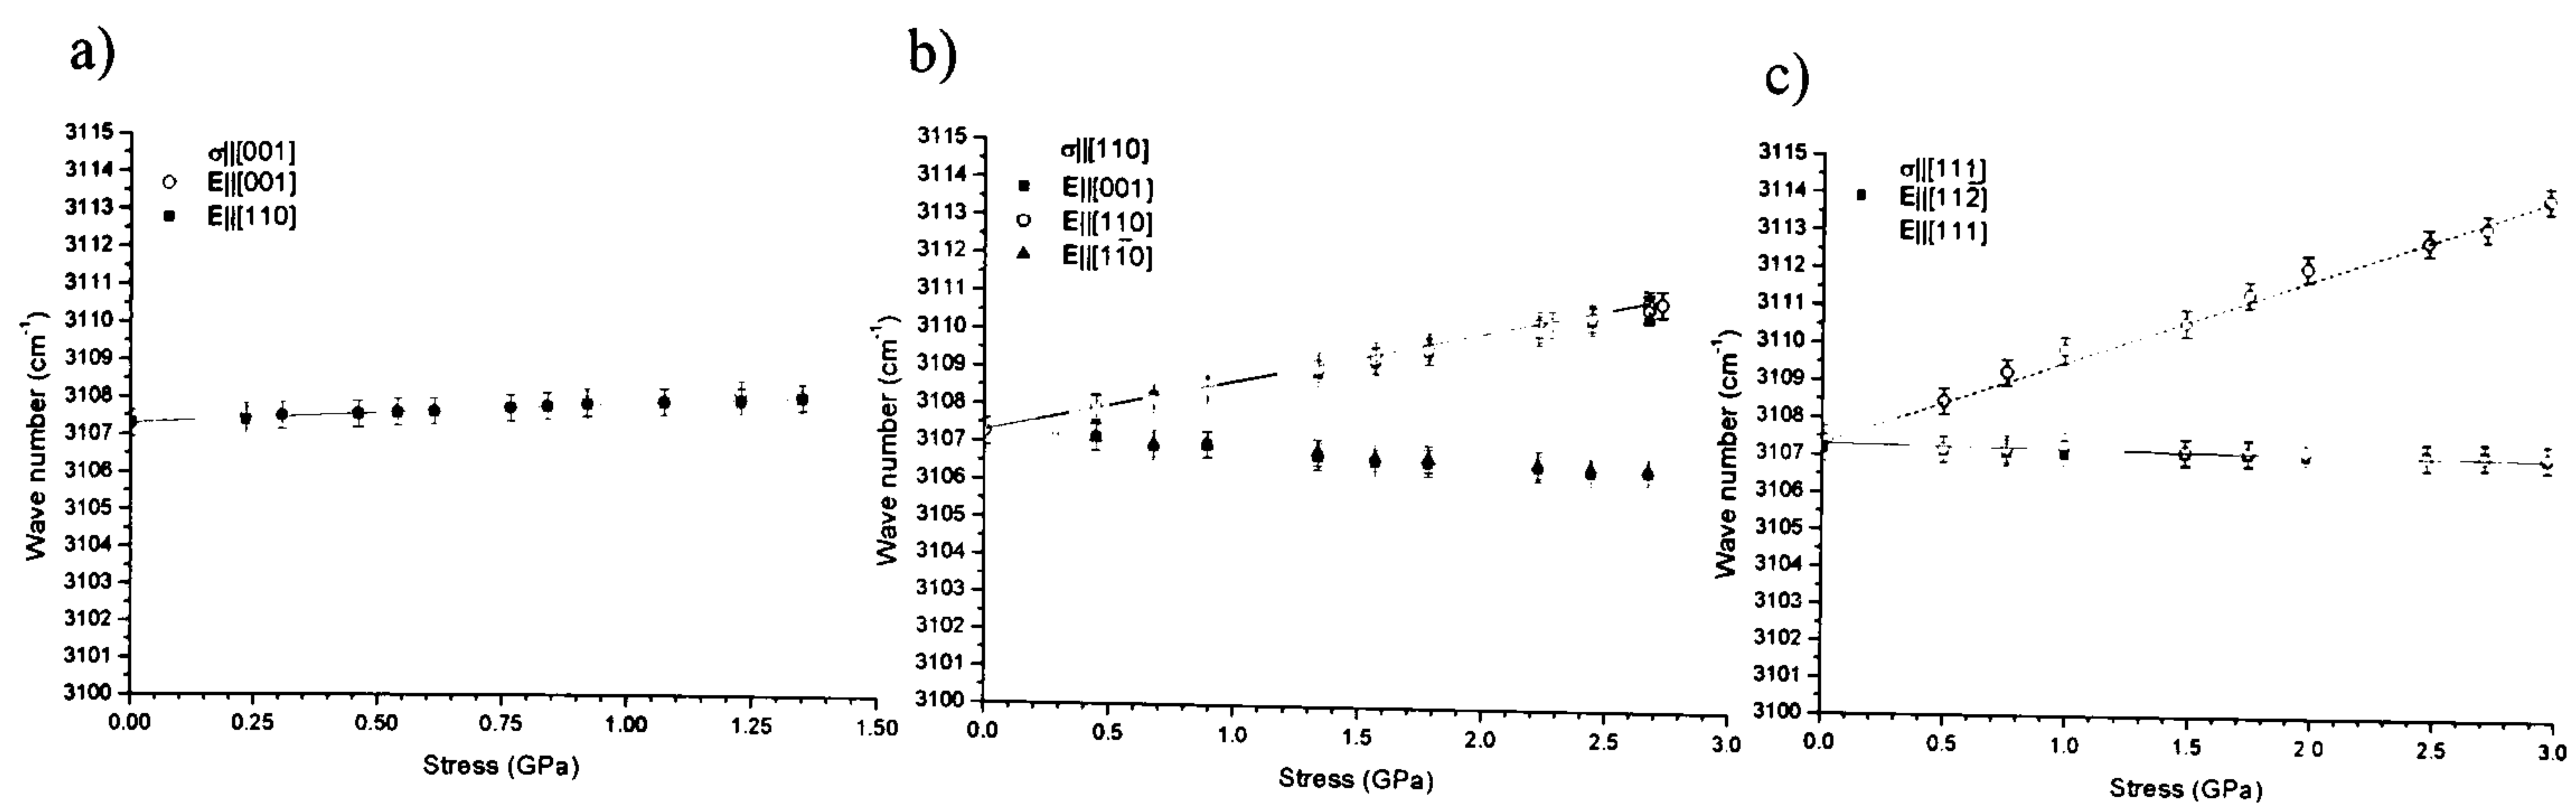 a)
3115
3114
3113
3112
3111
3110
3109
3108
3107
3106
3105
3104
3103
3102
3101
3100
0.00 0.25 0.50 0.75 1.00 1.25 1.50
Wave number (cm⁻¹)
Stress (GPa)
σ||[001]
E||[001]
E||[110]
b)
3115
3114
3113
3112
3111
3110
3109
3108
3107
3106
3105
3104
3103
3102
3101
3100
0.0 0.5 1.0 1.5 2.0 2.5 3.0
Wave number (cm⁻¹)
Stress (GPa)
σ||[110]
E||[001]
E||[110]
E||[11̅0]
c)
3115
3114
3113
3112
3111
3110
3109
3108
3107
3106
3105
3104
3103
3102
3101
3100
0.0 0.5 1.0 1.5 2 0 2.5 3.0
Wave number (cm⁻¹)
Stress (GPa)
σ||[111]
E||[112̅]
E||[111]